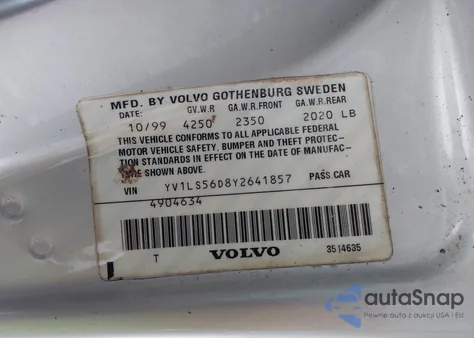 MFD. BY VOLVO GOTHENBURG SWEDEN
DATE: GV.W.R GA.W.R.FRONT GA.W.R.REAR
10/99 4250 2350 2020 LB
THIS VEHICLE CONFORMS TO ALL APPLICABLE FEDERAL
MOTOR VEHICLE SAFETY, BUMPER AND THEFT PROTEC-
TION STANDARDS IN EFFECT ON THE DATE OF MANUFAC-
TURE SHOWN ABOVE.
VIN YV1LS56D8Y2641857 PASS CAR
4904634
T VOLVO 3514635
autoSnap
Pewne auta z aukcji USA i EU